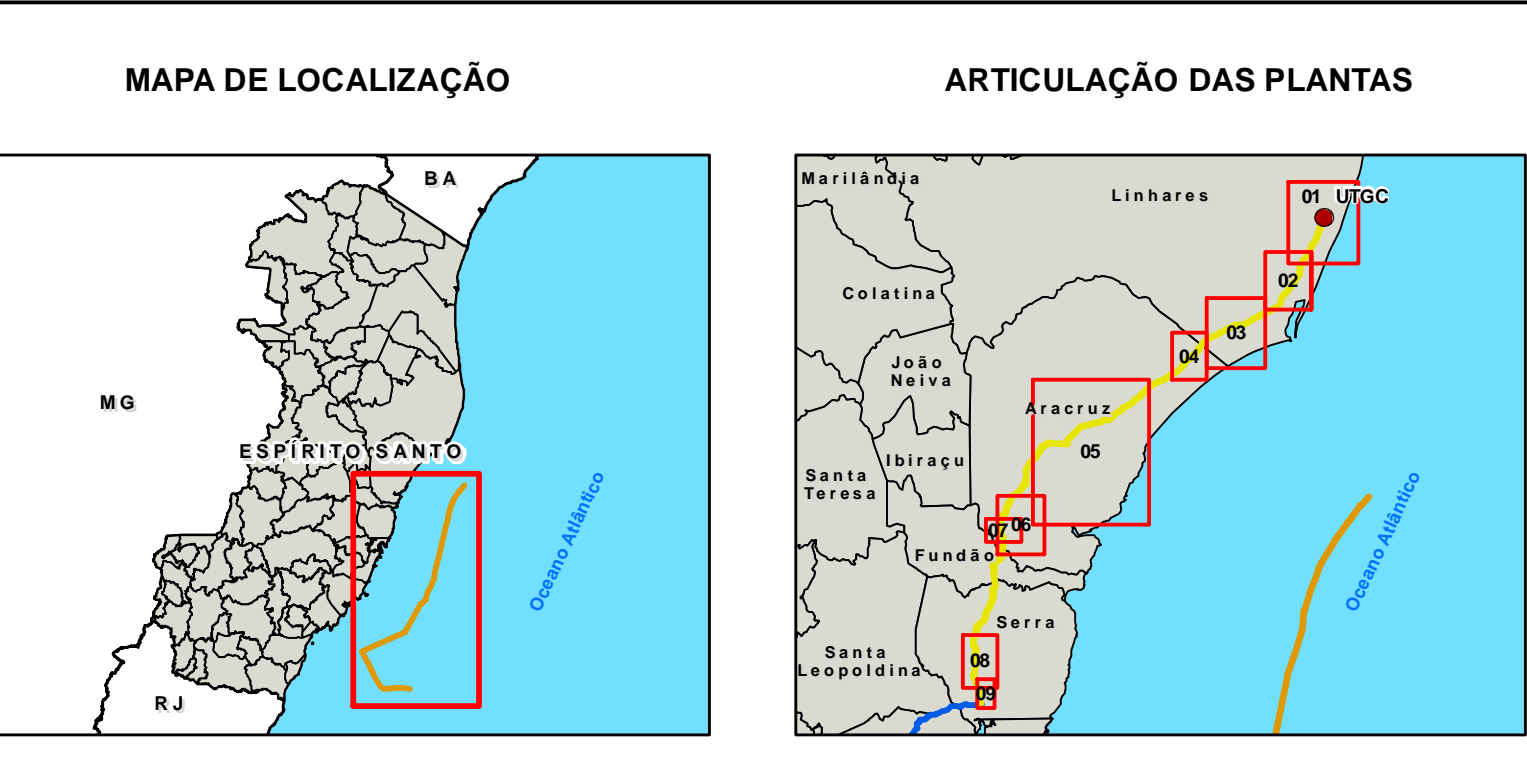 MAPA DE LOCALIZAÇÃO
BA
MG
ESPÍRITO SANTO
Oceano Atlântico
RJ
ARTICULAÇÃO DAS PLANTAS
Marilândia
Linhares
01
UTGC
02
Colatina
03
04
João
Neiva
Aracruz
05
Ibiraçu
Santa
Teresa
06
07
Fundão
Oceano Atlântico
Serra
Santa
Leopoldina
08
09